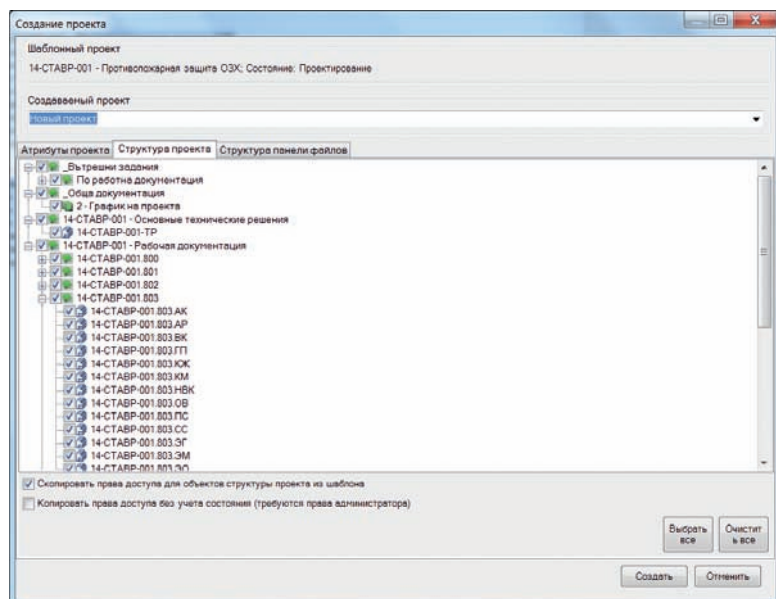 Создание проекта
Шаблонный проект
14-СТАВР-001 - Противопожарная защита ОЗХ; Состояние: Проектирование
Создаваемый проект
Новый проект
Атрибуты проекта Структура проекта Структура панели файлов
_Вътрешни задания
По работна документация
_Обща документация
2 - График на проекта
14-СТАВР-001 - Основные технические решения
14-СТАВР-001-ТР
14-СТАВР-001 - Рабочая документация
14-СТАВР-001.800
14-СТАВР-001.801
14-СТАВР-001.802
14-СТАВР-001.803
14-СТАВР-001.803.АК
14-СТАВР-001.803.АР
14-СТАВР-001.803.ВК
14-СТАВР-001.803.ГП
14-СТАВР-001.803.КЖ
14-СТАВР-001.803.КМ
14-СТАВР-001.803.НВК
14-СТАВР-001.803.ОВ
14-СТАВР-001.803.ПС
14-СТАВР-001.803.СС
14-СТАВР-001.803.ЭГ
14-СТАВР-001.803.ЭМ
14-СТАВР-001.803.ЭО
Скопировать права доступа для объектов структуры проекта из шаблона
Копировать права доступа без учета состояния (требуются права администратора)
Выбрать все
Очистить все
Создать Отменить